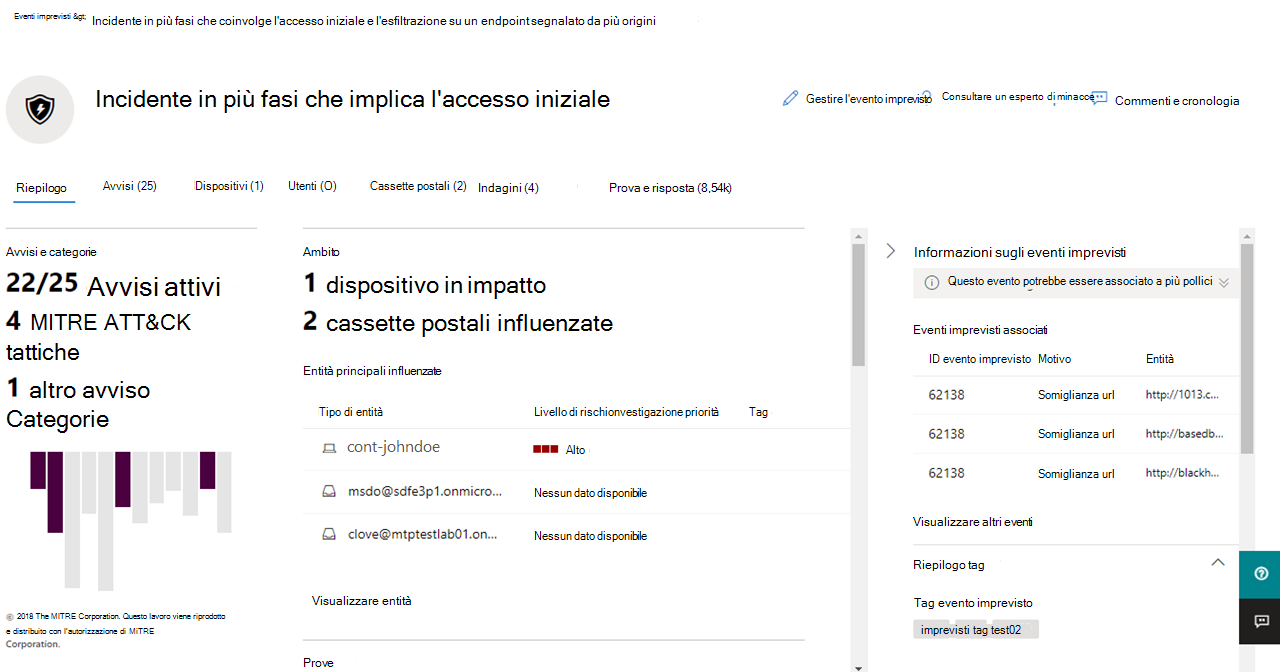 Eventi imprevisti &gt; Incidente in più fasi che coinvolge l'accesso iniziale e l'esfiltrazione su un endpoint segnalato da più origini
Incidente in più fasi che implica l'accesso iniziale
Gestire l'evento imprevisto
Consultare un esperto di minacce
Commenti e cronologia
Riepilogo
Avvisi (25)
Dispositivi (1)
Utenti (O)
Cassette postali (2)
Indagini (4)
Prova e risposta (8,54k)
Avvisi e categorie
22/25 Avvisi attivi
4 MITRE ATT&CK
tattiche
1 altro avviso
Categorie
© 2018 The MITRE Corporation. Questo lavoro viene riprodotto
e distribuito con l'autorizzazione di MITRE
Corporation.
Ambito
1 dispositivo in impatto
2 cassette postali influenzate
Entità principali influenzate
Tipo di entità
Livello di rischionvestigazione priorità
Tag
cont-johndoe
Alto
msdo@sdfe3p1.onmicro...
Nessun dato disponibile
clove@mtptestlab01.on...
Nessun dato disponibile
Visualizzare entità
Prove
Informazioni sugli eventi imprevisti
Questo evento potrebbe essere associato a più pollici
Eventi imprevisti associati
ID evento imprevisto Motivo Entità
62138 Somiglianza url http://1013.c...
62138 Somiglianza url http://basedb...
62138 Somiglianza url http://blackh...
Visualizzare altri eventi
Riepilogo tag
Tag evento imprevisto
imprevisti tag test02